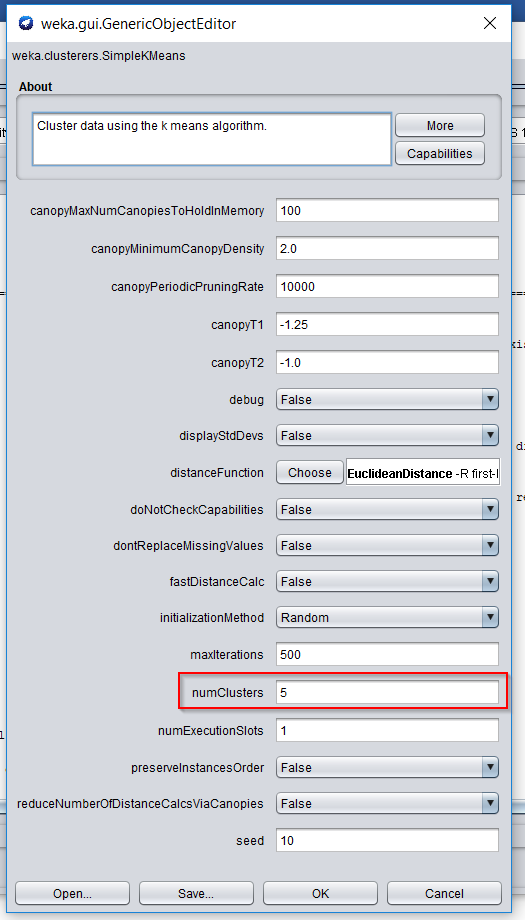 weka.gui.GenericObjectEditor
weka.clusterers.SimpleKMeans
About
Cluster data using the k means algorithm.
More
Capabilities
canopyMaxNumCanopiesToHoldInMemory 100
canopyMinimumCanopyDensity 2.0
canopyPeriodicPruningRate 10000
canopyT1 -1.25
canopyT2 -1.0
debug False
displayStdDevs False
distanceFunction Choose EuclideanDistance -R first-l
doNotCheckCapabilities False
dontReplaceMissingValues False
fastDistanceCalc False
initializationMethod Random
maxIterations 500
numClusters 5
numExecutionSlots 1
preserveInstancesOrder False
reduceNumberOfDistanceCalcsViaCanopies False
seed 10
Open... Save... OK Cancel